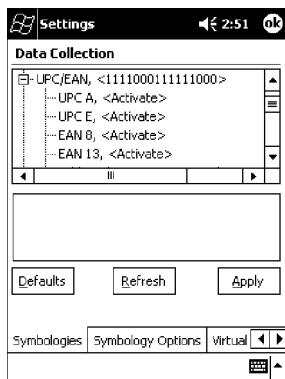 Settings 2:51 ok
Data Collection
UPC/EAN, <1111000111111000>
UPC A, <Activate>
UPC E, <Activate>
EAN 8, <Activate>
EAN 13, <Activate>
Defaults Refresh Apply
Symbologies Symbology Options Virtual